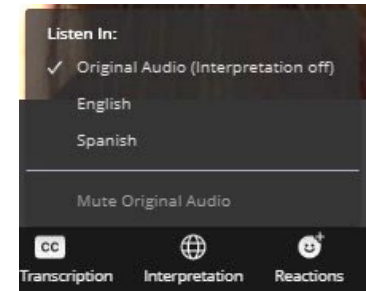 Listen In:
✓ Original Audio (Interpretation off)
English
Spanish
Mute Original Audio
CC
Transcription Interpretation Reactions